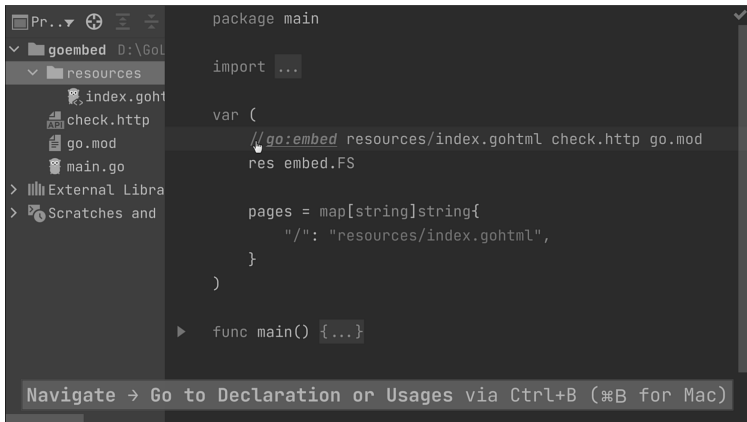 Pr..
goembed D:\GoL
resources
index.goht
check.http
API
go.mod
main.go
External Libra
Scratches and
package main
import ...
var (
//go:embed resources/index.gohtml check.http go.mod
res embed.FS
pages = map[string]string{
"/": "resources/index.gohtml",
}
)
func main() {...}
Navigate → Go to Declaration or Usages via Ctrl+B (⌘B for Mac)